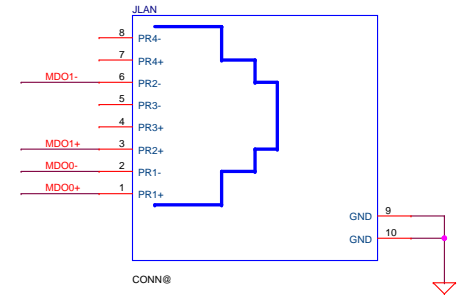 JLAN
8 PR4-
7 PR4+
MDO1- 6 PR2-
5 PR3-
4 PR3+
MDO1+ 3 PR2+
MDO0- 2 PR1-
MDO0+ 1 PR1+
GND 9
GND 10
CONN@